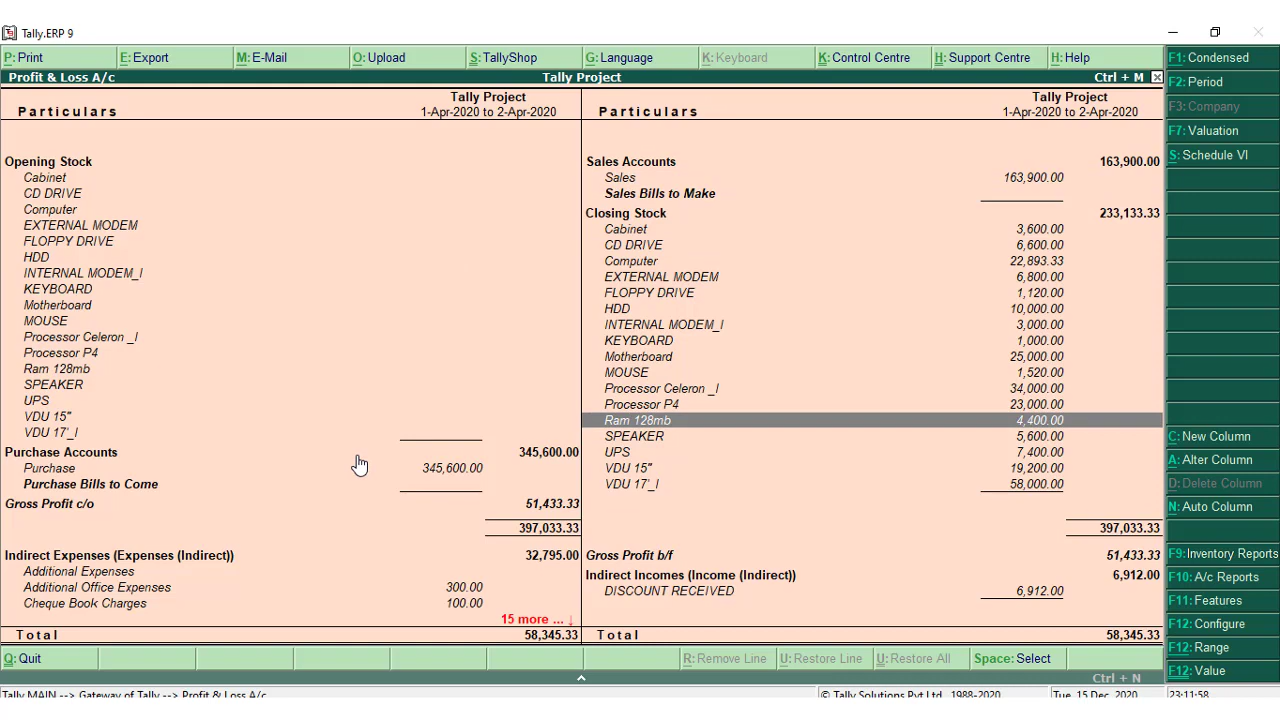 Tally.ERP 9
P: Print E: Export M: E-Mail O: Upload S: TallyShop G: Language K: Keyboard K: Control Centre H: Support Centre H: Help
Profit & Loss A/c Tally Project Ctrl + M
Particulars Tally Project 1-Apr-2020 to 2-Apr-2020
Opening Stock
Cabinet
CD DRIVE
Computer
EXTERNAL MODEM
FLOPPY DRIVE
HDD
INTERNAL MODEM_I
KEYBOARD
Motherboard
MOUSE
Processor Celeron _I
Processor P4
Ram 128mb
SPEAKER
UPS
VDU 15"
VDU 17'_I
Purchase Accounts 345,600.00
Purchase 345,600.00
Purchase Bills to Come
Gross Profit c/o 51,433.33
397,033.33
Indirect Expenses (Expenses (Indirect)) 32,795.00
Additional Expenses
Additional Office Expenses 300.00
Cheque Book Charges 100.00
15 more ... ↓
Total 58,345.33
Particulars Tally Project 1-Apr-2020 to 2-Apr-2020
Sales Accounts 163,900.00
Sales 163,900.00
Sales Bills to Make
Closing Stock 233,133.33
Cabinet 3,600.00
CD DRIVE 6,600.00
Computer 22,893.33
EXTERNAL MODEM 6,800.00
FLOPPY DRIVE 1,120.00
HDD 10,000.00
INTERNAL MODEM_I 3,000.00
KEYBOARD 1,000.00
Motherboard 25,000.00
MOUSE 1,520.00
Processor Celeron _I 34,000.00
Processor P4 23,000.00
Ram 128mb 4,400.00
SPEAKER 5,600.00
UPS 7,400.00
VDU 15" 19,200.00
VDU 17'_I 58,000.00
397,033.33
Gross Profit b/f 51,433.33
Indirect Incomes (Income (Indirect)) 6,912.00
DISCOUNT RECEIVED 6,912.00
Total 58,345.33
F1: Condensed
F2: Period
F3: Company
F7: Valuation
S: Schedule VI
C: New Column
A: Alter Column
D: Delete Column
N: Auto Column
F9: Inventory Reports
F10: A/c Reports
F11: Features
F12: Configure
F12: Range
F12: Value
Q: Quit R: Remove Line U: Restore Line U: Restore All Space: Select
Ctrl + N
Tally MAIN --> Gateway of Tally --> Profit & Loss A/c © Tally Solutions Pvt Ltd., 1988-2020 Tue, 15 Dec, 2020 23:11:58